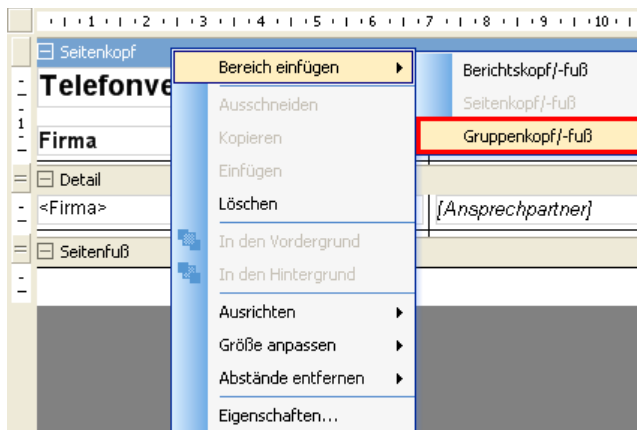 1 2 3 4 5 6 7 8 9 10
Seitenkopf
Telefonve
Firma
Detail
<Firma>
[Ansprechpartner]
Seitenfuß
1
Bereich einfügen
Ausschneiden
Kopieren
Einfügen
Löschen
In den Vordergrund
In den Hintergrund
Ausrichten
Größe anpassen
Abstände entfernen
Eigenschaften...
Berichtskopf/-fuß
Seitenkopf/-fuß
Gruppenkopf/-fuß